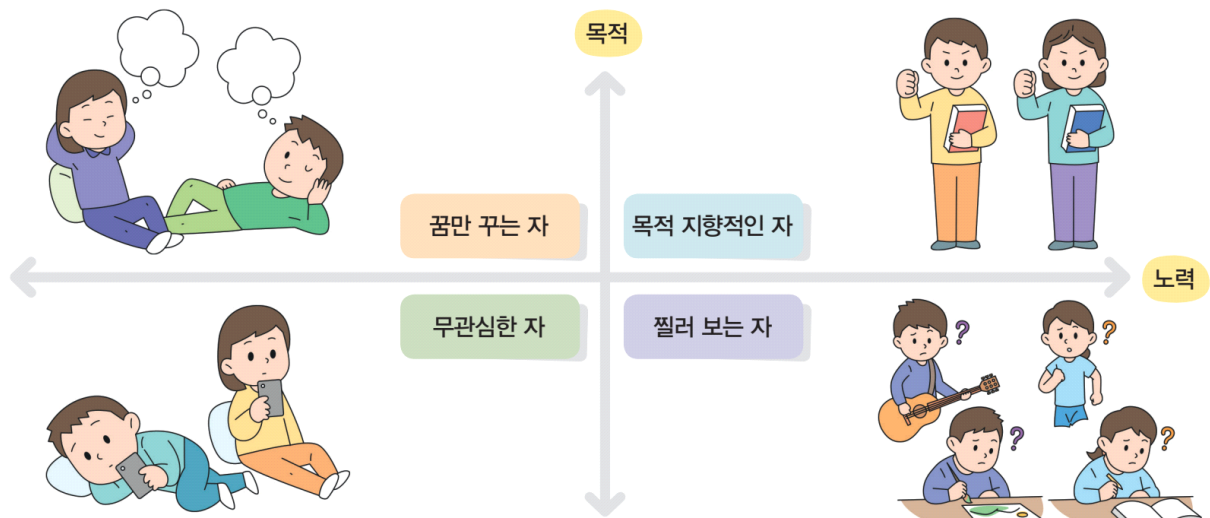 목적
꿈만 꾸는 자
목적 지향적인 자
노력
무관심한 자
찔러 보는 자
?
?
?
?